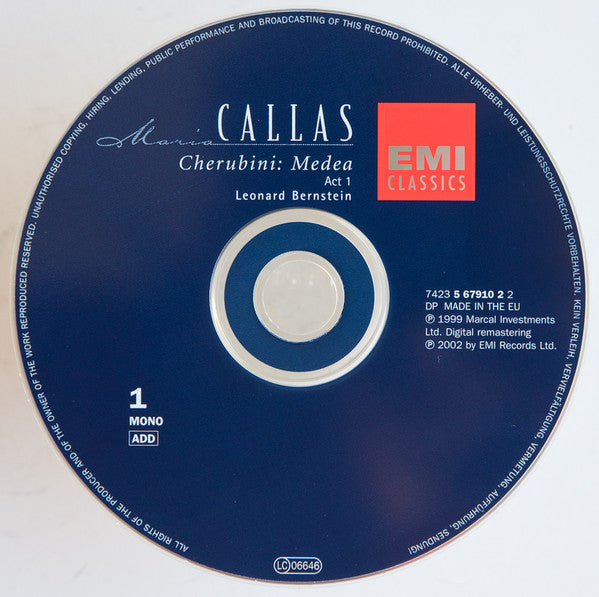 UNAUTHORISED COPYING, HIRING, LENDING, PUBLIC PERFORMANCE AND BROADCASTING OF THIS RECORD PROHIBITED. ALLE URHEBER- UND LEISTUNGSSCHUTZRECHTE VORBEHALTEN. KEIN VERLEIH, VERVIELFÄLTIGUNG, VERMIETUNG, AUFFÜHRUNG, SENDUNG!
ALL RIGHTS OF THE PRODUCER AND OF THE OWNER OF THE WORK REPRODUCED RESERVED.
Maria CALLAS
Cherubini: Medea
Act 1
Leonard Bernstein
EMI
CLASSICS
7423 5 67910 2 2
DP MADE IN THE EU
℗ 1999 Marcal Investments
Ltd. Digital remastering
℗ 2002 by EMI Records Ltd.
1
MONO
ADD
LC 06646